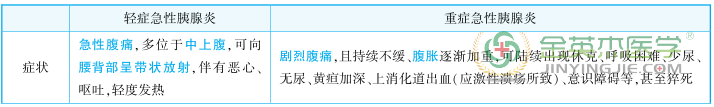 轻症急性胰腺炎 重症急性胰腺炎
症状
急性腹痛,多位于中上腹,可向
腰背部呈带状放射,伴有恶心、
呕吐,轻度发热
剧烈腹痛,且持续不缓、腹胀逐渐加重,可陆续出现休克、呼吸困难、少尿、
无尿、黄疸加深、上消化道出血(应激性溃疡所致)、意识障碍等,甚至猝死
金英杰医学
JINYINGJIE.COM